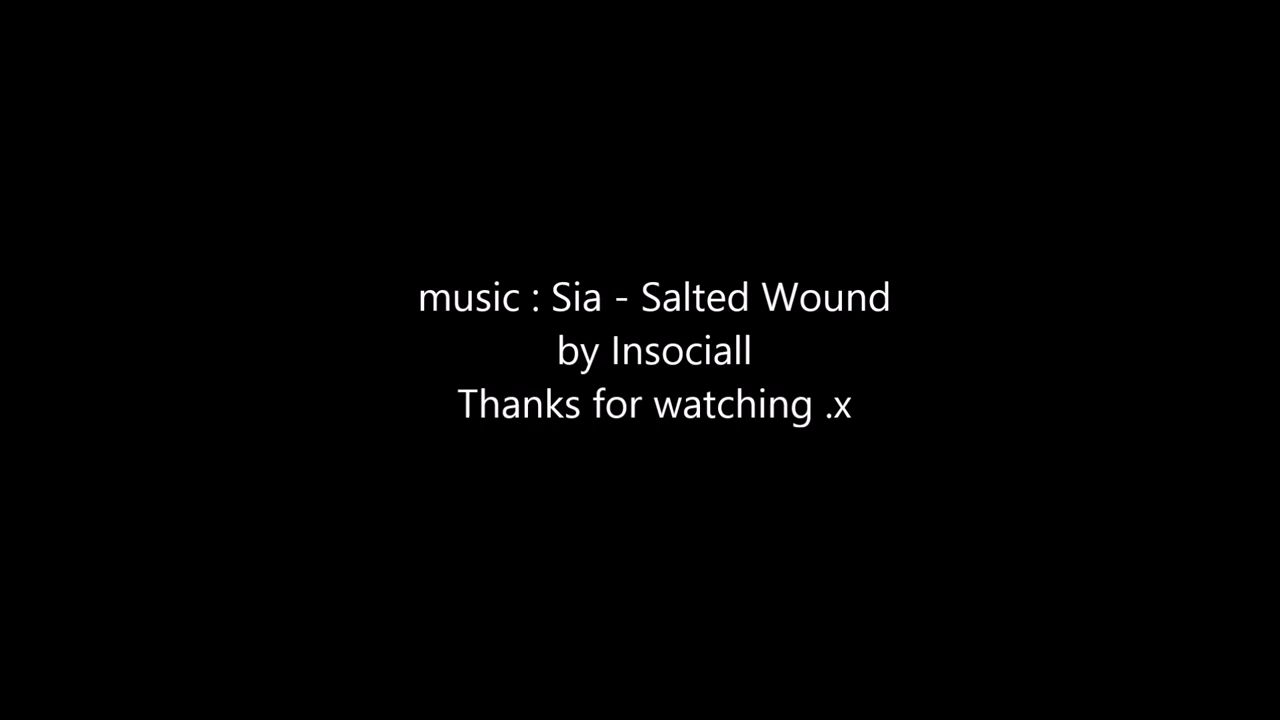 music : Sia - Salted Wound
by Insociall
Thanks for watching .x